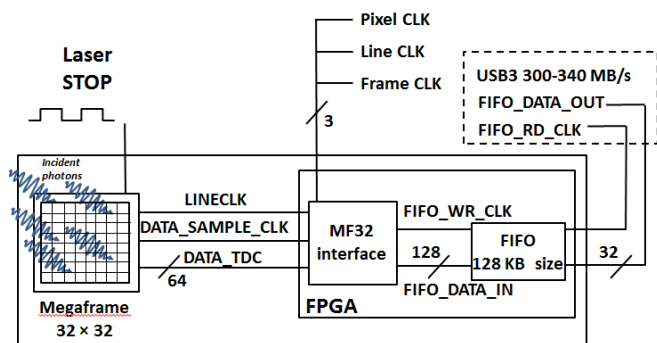 Pixel CLK
Line CLK
Frame CLK
3
Laser
STOP
USB3 300-340 MB/s
FIFO_DATA_OUT
FIFO_RD_CLK
Incident
photons
LINECLK
DATA_SAMPLE_CLK
DATA_TDC
64
Megaframe
32 × 32
MF32
interface
FIFO_WR_CLK
128
FIFO_DATA_IN
FIFO
128 KB size
32
FPGA